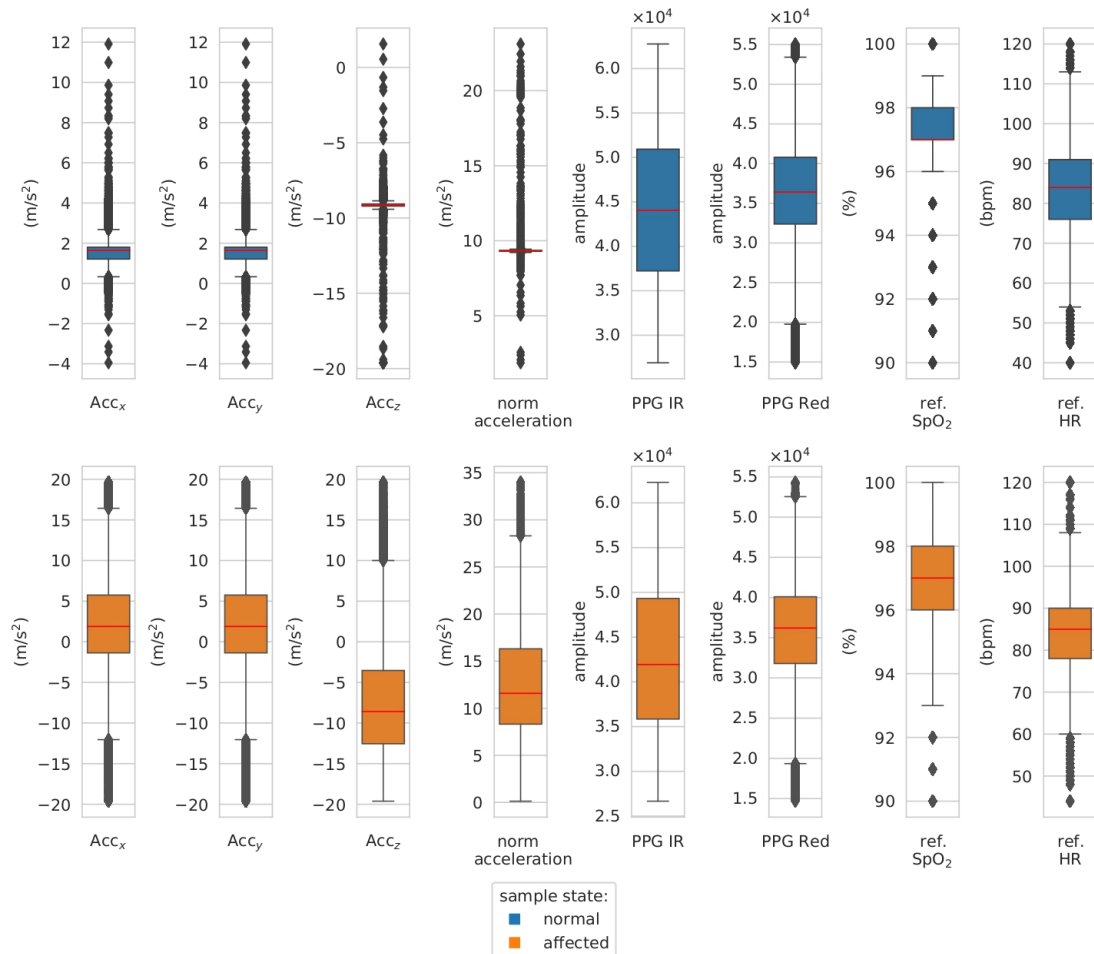 ×10⁴ ×10⁴
12 10 8 6 4 2 0 −2 −4 (m/s²) Accₓ
12 10 8 6 4 2 0 −2 −4 (m/s²) Acc_y
0 −5 −10 −15 −20 (m/s²) Acc_z
20 15 10 5 (m/s²) norm
acceleration
6.0 5.5 5.0 4.5 4.0 3.5 3.0 amplitude PPG IR
5.5 5.0 4.5 4.0 3.5 3.0 2.5 2.0 1.5 amplitude PPG Red
100 98 96 94 92 90 (%) ref.
SpO₂
120 110 100 90 80 70 60 50 40 (bpm) ref.
HR
×10⁴ ×10⁴
20 15 10 5 0 −5 −10 −15 −20 (m/s²) Accₓ
20 15 10 5 0 −5 −10 −15 −20 (m/s²) Acc_y
20 15 10 5 0 −5 −10 −15 −20 (m/s²) Acc_z
35 30 25 20 15 10 5 0 (m/s²) norm
acceleration
6.5 6.0 5.5 5.0 4.5 4.0 3.5 3.0 2.5 amplitude PPG IR
5.5 5.0 4.5 4.0 3.5 3.0 2.5 2.0 1.5 amplitude PPG Red
100 98 96 94 92 90 (%) ref.
SpO₂
120 110 100 90 80 70 60 50 (bpm) ref.
HR
sample state:
normal
affected